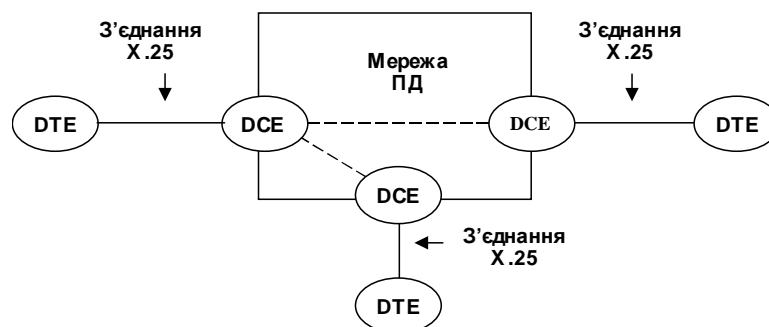 З’єднання
Х.25
З’єднання
Х.25
Мережа
ПД
DTE
DCE
DCE
DTE
DCE
З’єднання
Х.25
DTE